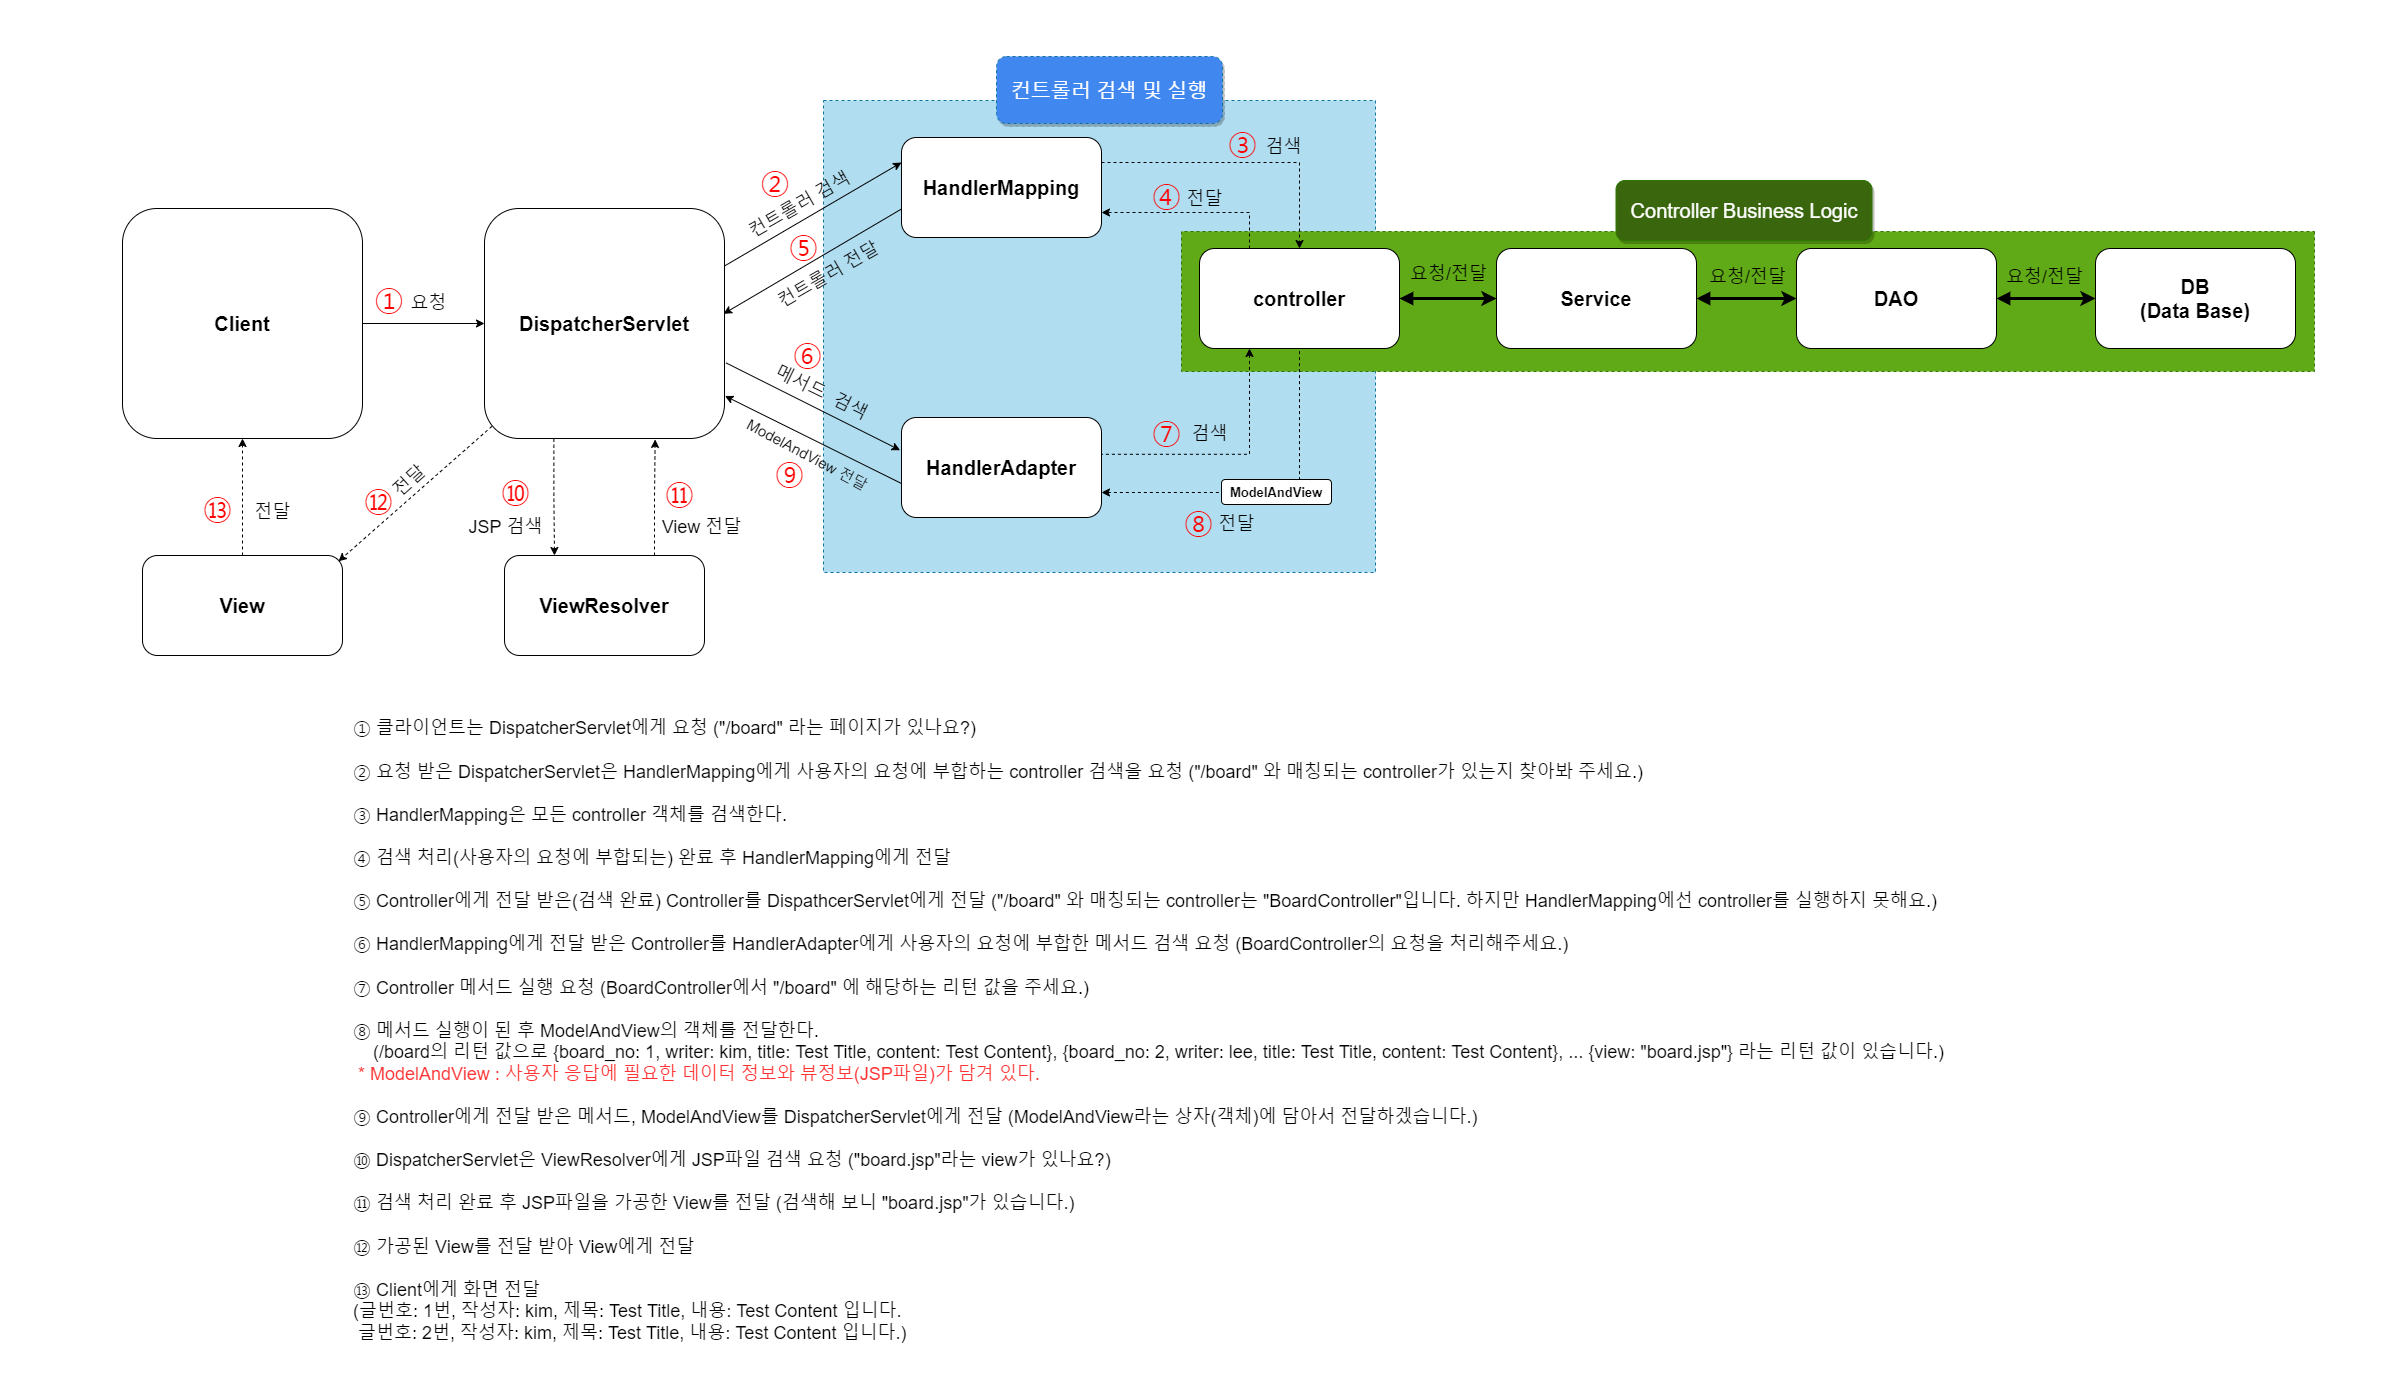 컨트롤러 검색 및 실행
③ 검색
HandlerMapping
② 컨트롤러 검색
④ 전달
Controller Business Logic
⑤ 컨트롤러 전달
Client
① 요청
DispatcherServlet
controller
요청/전달
Service
요청/전달
DAO
요청/전달
DB
(Data Base)
⑥ 메서드 검색
ModelAndView 전달
⑨
HandlerAdapter
⑦ 검색
ModelAndView
⑧ 전달
⑬ 전달
⑫ 전달
⑩
JSP 검색
⑪
View 전달
View
ViewResolver
① 클라이언트는 DispatcherServlet에게 요청 ("/board" 라는 페이지가 있나요?)
② 요청 받은 DispatcherServlet은 HandlerMapping에게 사용자의 요청에 부합하는 controller 검색을 요청 ("/board" 와 매칭되는 controller가 있는지 찾아봐 주세요.)
③ HandlerMapping은 모든 controller 객체를 검색한다.
④ 검색 처리(사용자의 요청에 부합되는) 완료 후 HandlerMapping에게 전달
⑤ Controller에게 전달 받은(검색 완료) Controller를 DispathcerServlet에게 전달 ("/board" 와 매칭되는 controller는 "BoardController"입니다. 하지만 HandlerMapping에선 controller를 실행하지 못해요.)
⑥ HandlerMapping에게 전달 받은 Controller를 HandlerAdapter에게 사용자의 요청에 부합한 메서드 검색 요청 (BoardController의 요청을 처리해주세요.)
⑦ Controller 메서드 실행 요청 (BoardController에서 "/board" 에 해당하는 리턴 값을 주세요.)
⑧ 메서드 실행이 된 후 ModelAndView의 객체를 전달한다.
(/board의 리턴 값으로 {board_no: 1, writer: kim, title: Test Title, content: Test Content}, {board_no: 2, writer: lee, title: Test Title, content: Test Content}, ... {view: "board.jsp"} 라는 리턴 값이 있습니다.)
* ModelAndView : 사용자 응답에 필요한 데이터 정보와 뷰정보(JSP파일)가 담겨 있다.
⑨ Controller에게 전달 받은 메서드, ModelAndView를 DispatcherServlet에게 전달 (ModelAndView라는 상자(객체)에 담아서 전달하겠습니다.)
⑩ DispatcherServlet은 ViewResolver에게 JSP파일 검색 요청 ("board.jsp"라는 view가 있나요?)
⑪ 검색 처리 완료 후 JSP파일을 가공한 View를 전달 (검색해 보니 "board.jsp"가 있습니다.)
⑫ 가공된 View를 전달 받아 View에게 전달
⑬ Client에게 화면 전달
(글번호: 1번, 작성자: kim, 제목: Test Title, 내용: Test Content 입니다.
글번호: 2번, 작성자: kim, 제목: Test Title, 내용: Test Content 입니다.)